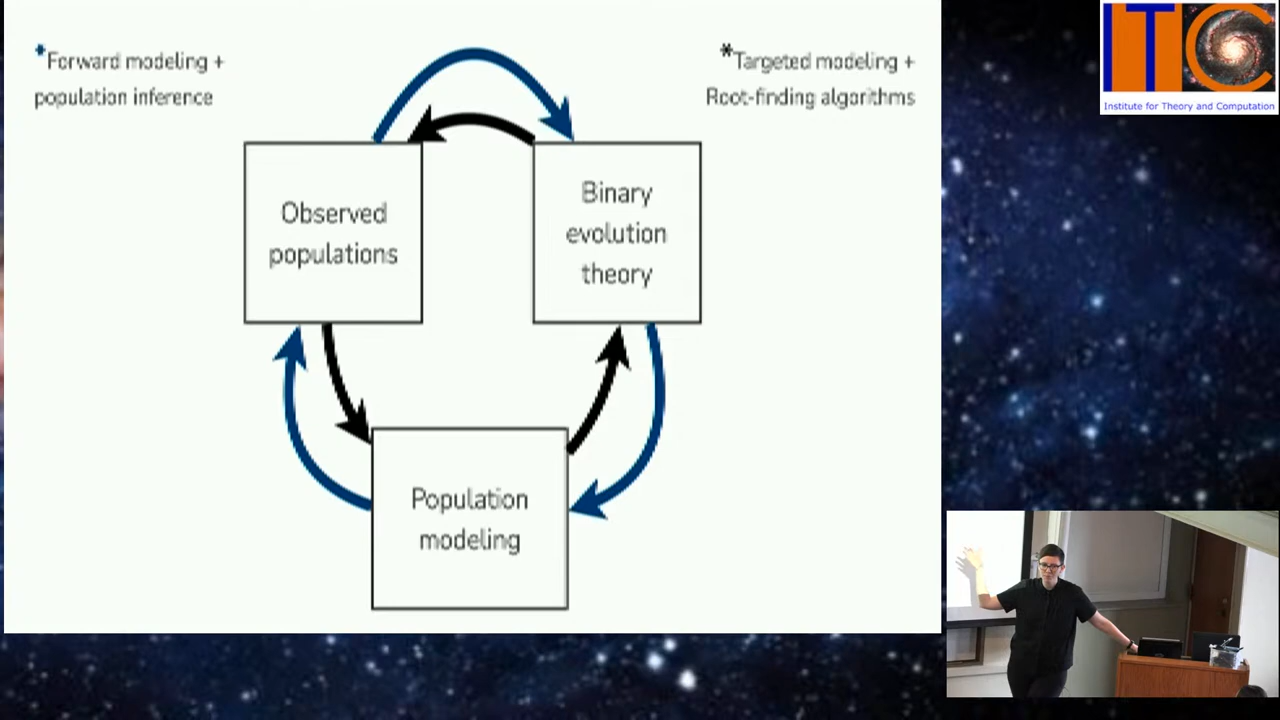 *Forward modeling +
population inference
*Targeted modeling +
Root-finding algorithms
ITC
Institute for Theory and Computation
Observed
populations
Binary
evolution
theory
Population
modeling